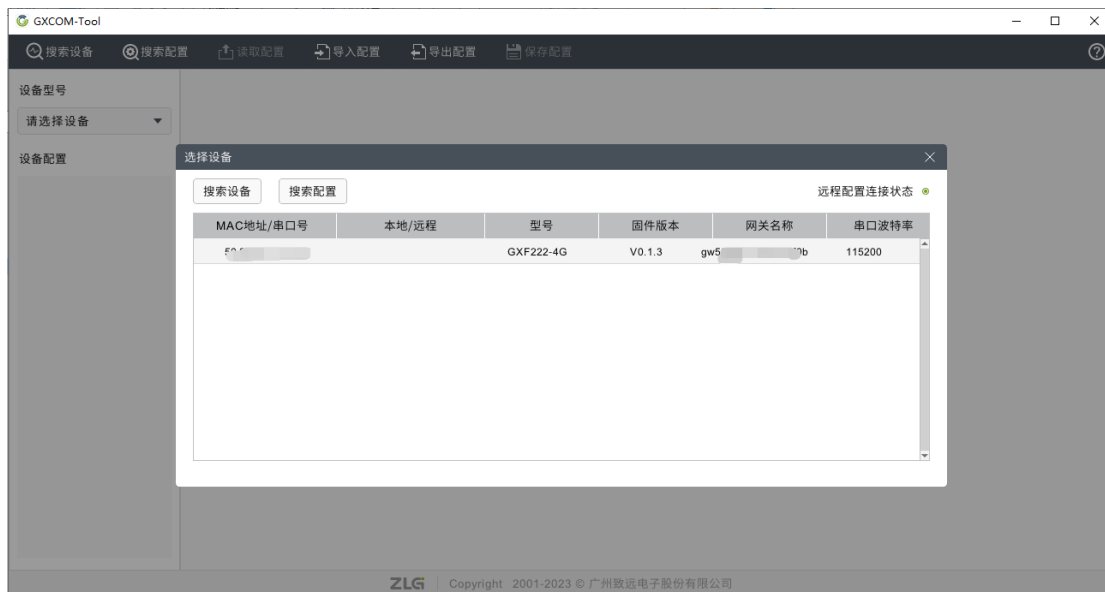 GXCOM-Tool
搜索设备 搜索配置 读取配置 导入配置 导出配置 保存配置
设备型号
请选择设备
设备配置
选择设备
搜索设备 搜索配置 远程配置连接状态
MAC地址/串口号 本地/远程 型号 固件版本 网关名称 串口波特率
GXF222-4G V0.1.3 115200
ZLG Copyright 2001-2023 © 广州致远电子股份有限公司